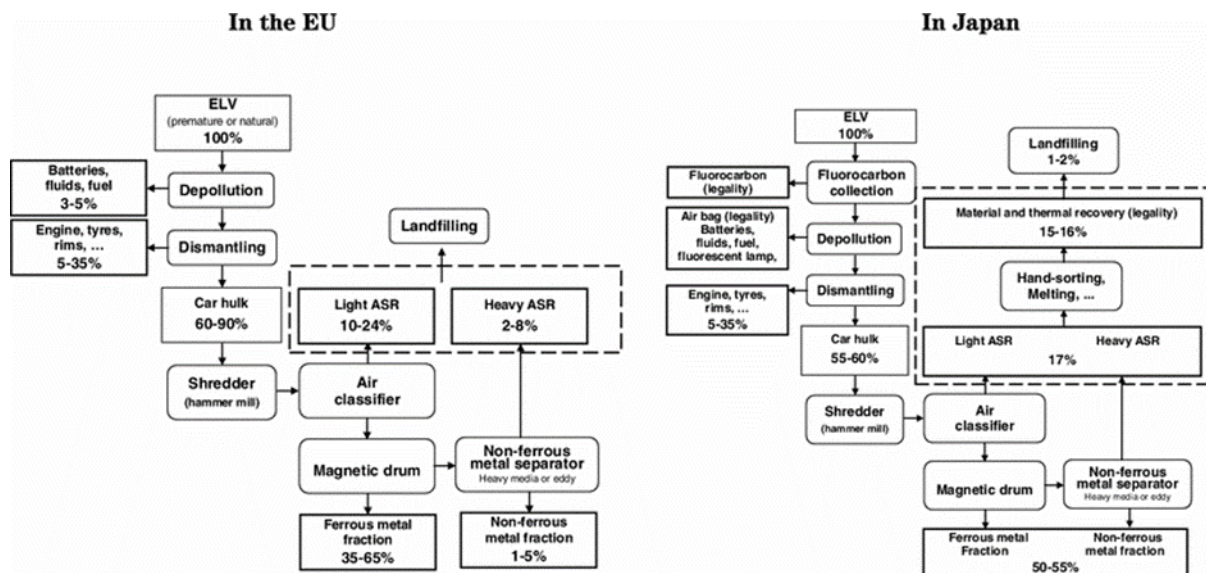 In the EU
ELV
(premature or natural)
100%
Batteries,
fluids, fuel
3-5%
Depollution
Engine, tyres,
rims, ...
5-35%
Dismantling
Landfilling
Car hulk
60-90%
Light ASR
10-24%
Heavy ASR
2-8%
Shredder
(hammer mill)
Air
classifier
Magnetic drum
Non-ferrous
metal separator
Heavy media or eddy
Ferrous metal
fraction
35-65%
Non-ferrous
metal fraction
1-5%
In Japan
ELV
100%
Fluorocarbon
(legality)
Fluorocarbon
collection
Air bag (legality)
Batteries,
fluids, fuel,
fluorescent lamp,
Depollution
Engine, tyres,
rims, ...
5-35%
Dismantling
Car hulk
55-60%
Landfilling
1-2%
Material and thermal recovery (legality)
15-16%
Hand-sorting,
Melting, ...
Light ASR Heavy ASR
17%
Shredder
(hammer mill)
Air
classifier
Magnetic drum
Non-ferrous
metal separator
Heavy media or eddy
Ferrous metal Non-ferrous
Fraction metal fraction
50-55%